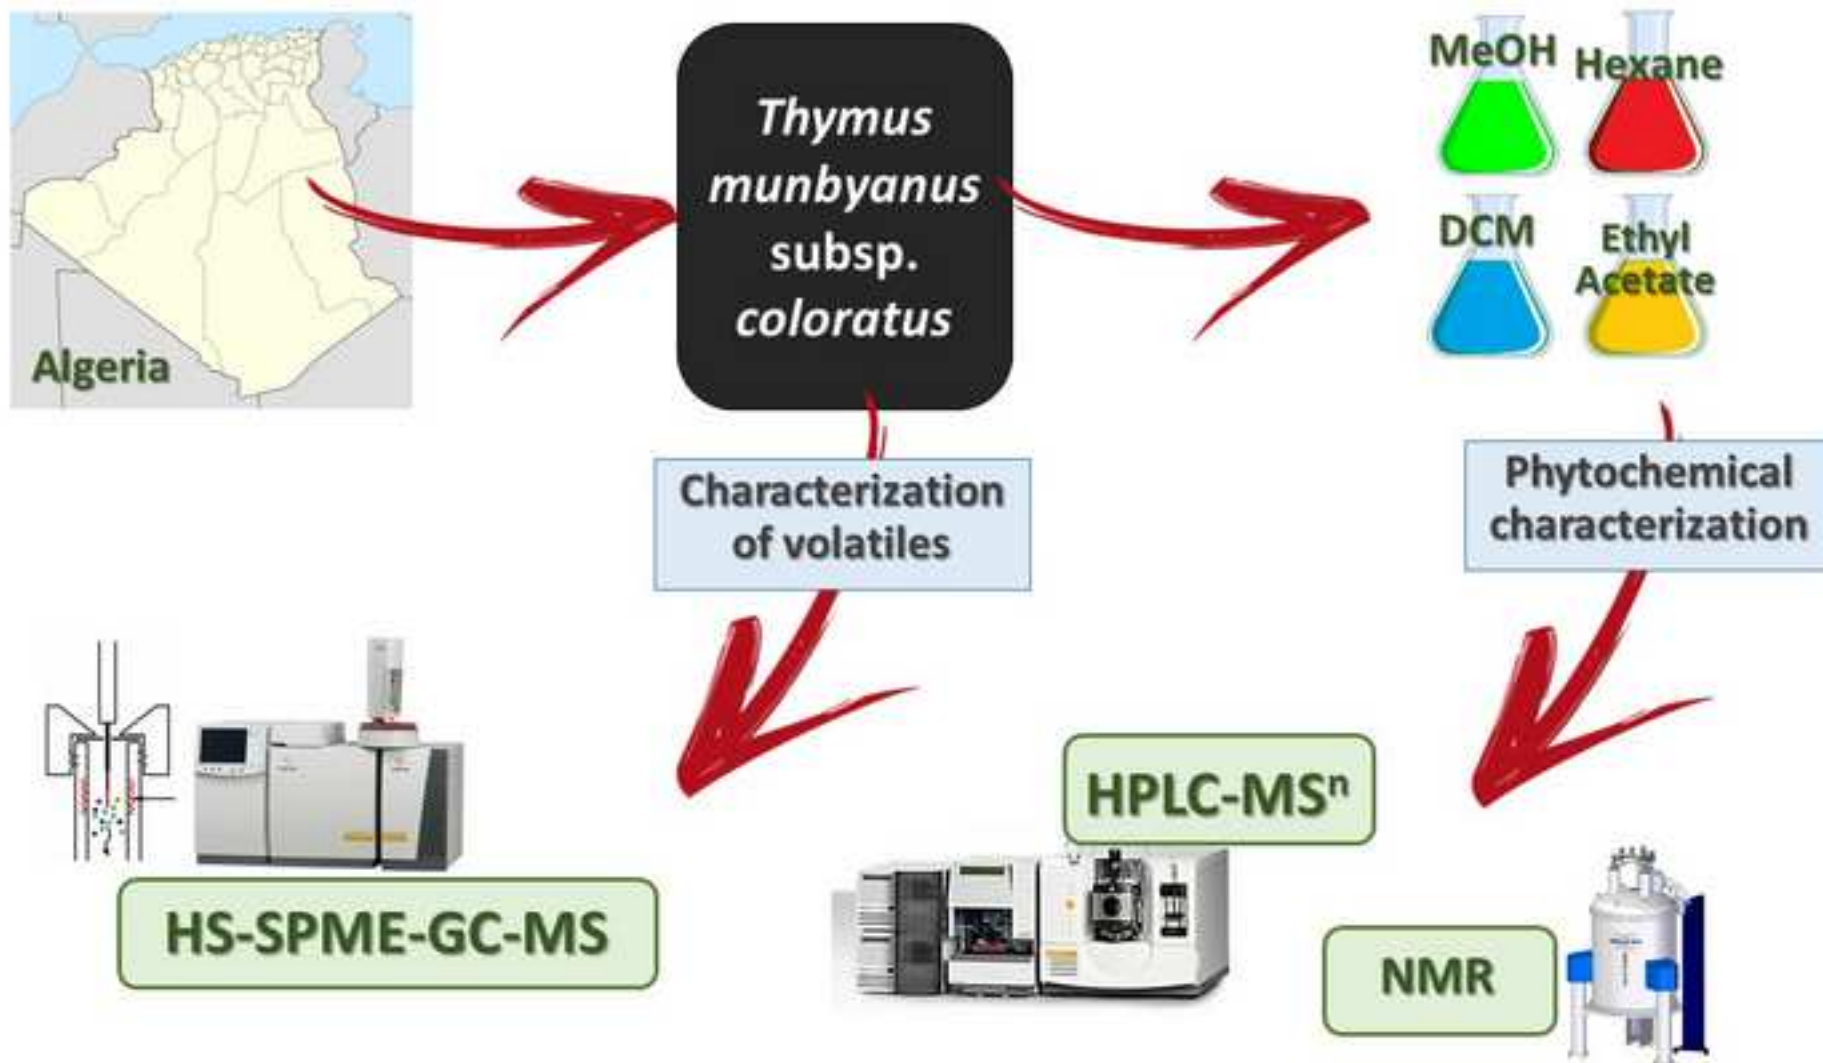 Algeria
Thymus
munbyanus
subsp.
coloratus
MeOH
Hexane
DCM
Ethyl
Acetate
Characterization
of volatiles
Phytochemical
characterization
HS-SPME-GC-MS
HPLC-MSⁿ
NMR